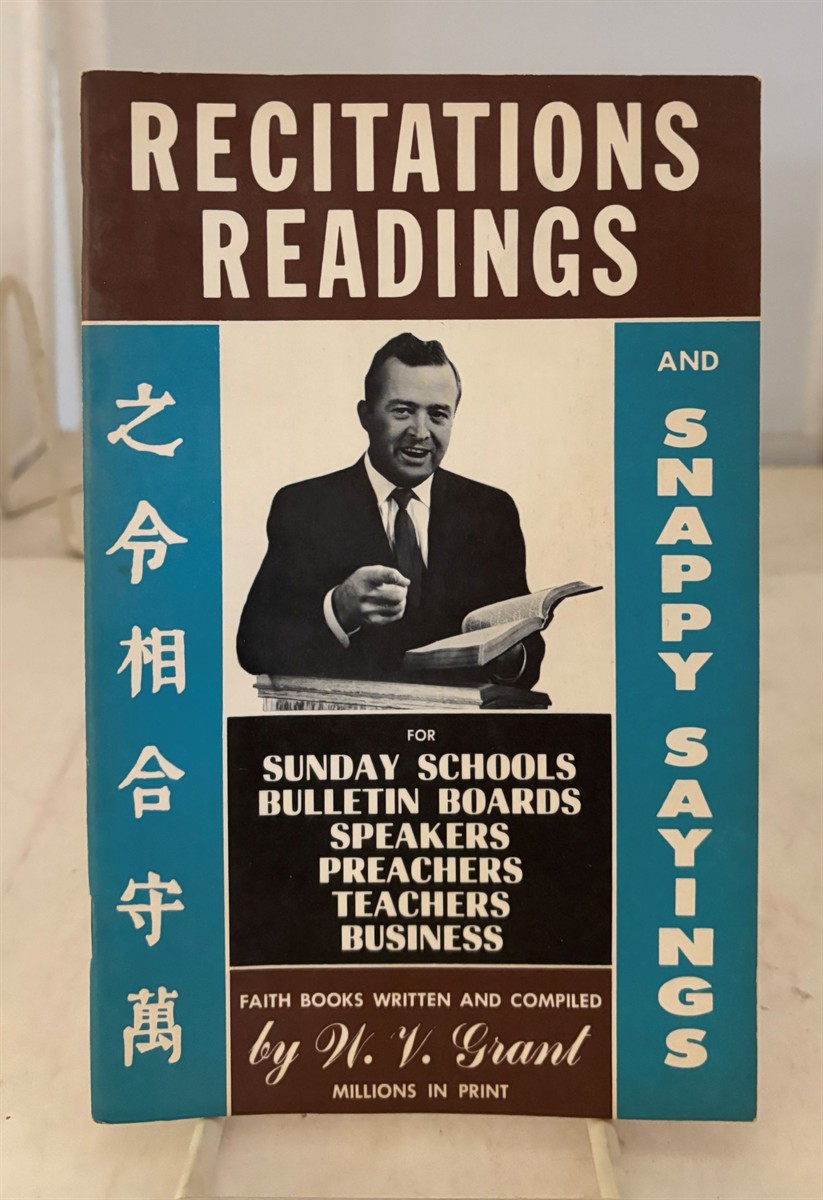 RECITATIONS
READINGS
之
令
相
合
守
萬
AND
SNAPPY SAYINGS
FOR
SUNDAY SCHOOLS
BULLETIN BOARDS
SPEAKERS
PREACHERS
TEACHERS
BUSINESS
FAITH BOOKS WRITTEN AND COMPILED
by W. V. Grant
MILLIONS IN PRINT